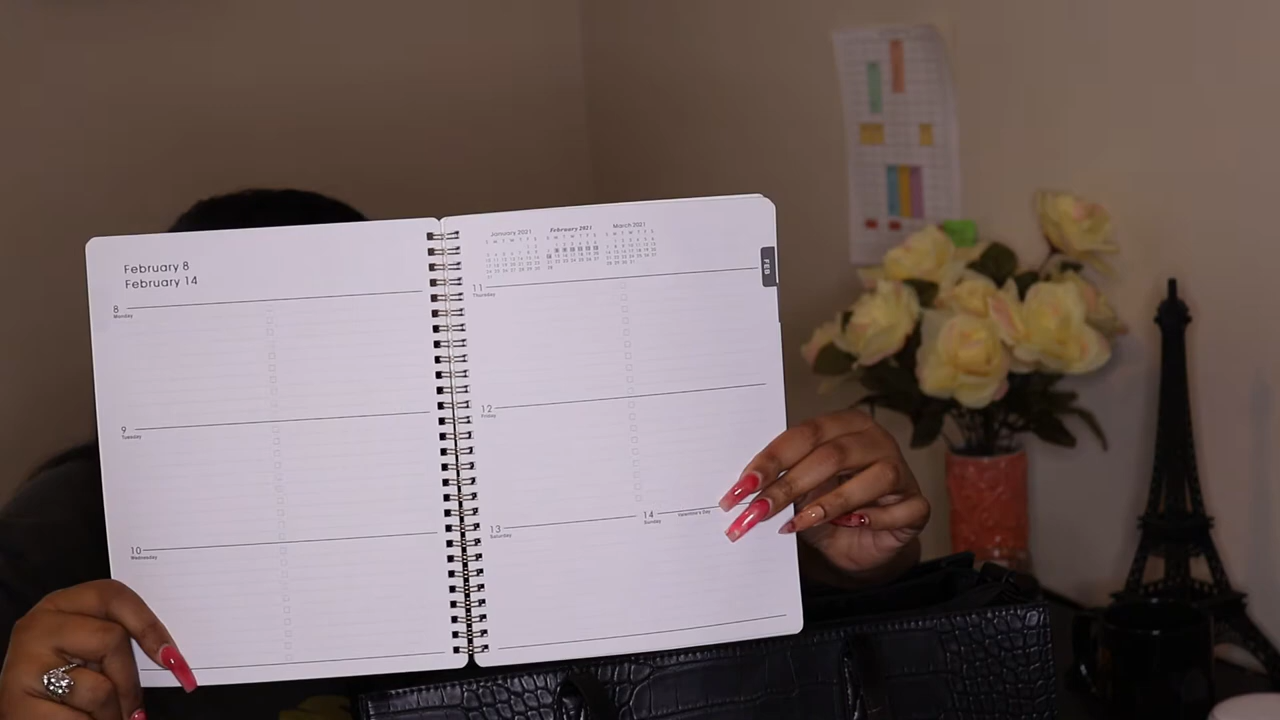 February 8
February 14
8
Monday
9
Tuesday
10
Wednesday
January 2021 February 2021 March 2021
FEB
11
Thursday
12
Friday
13
Saturday
14 Valentine's Day
Sunday